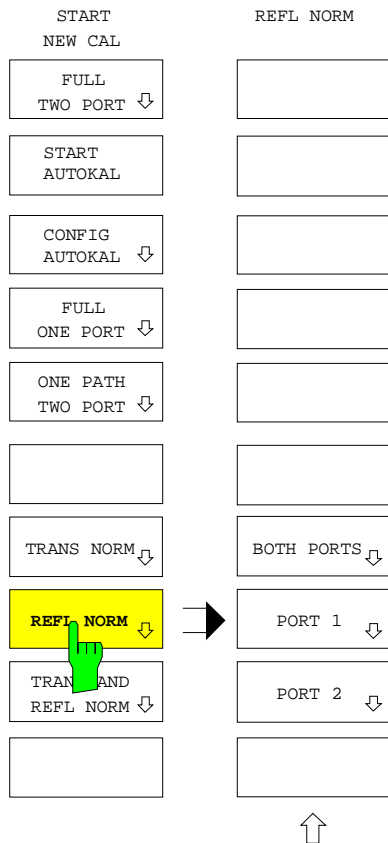 START
NEW CAL
FULL
TWO PORT
START
AUTOKAL
CONFIG
AUTOKAL
FULL
ONE PORT
ONE PATH
TWO PORT
TRANS NORM
REFL NORM
TRAN AND
REFL NORM
REFL NORM
BOTH PORTS
PORT 1
PORT 2